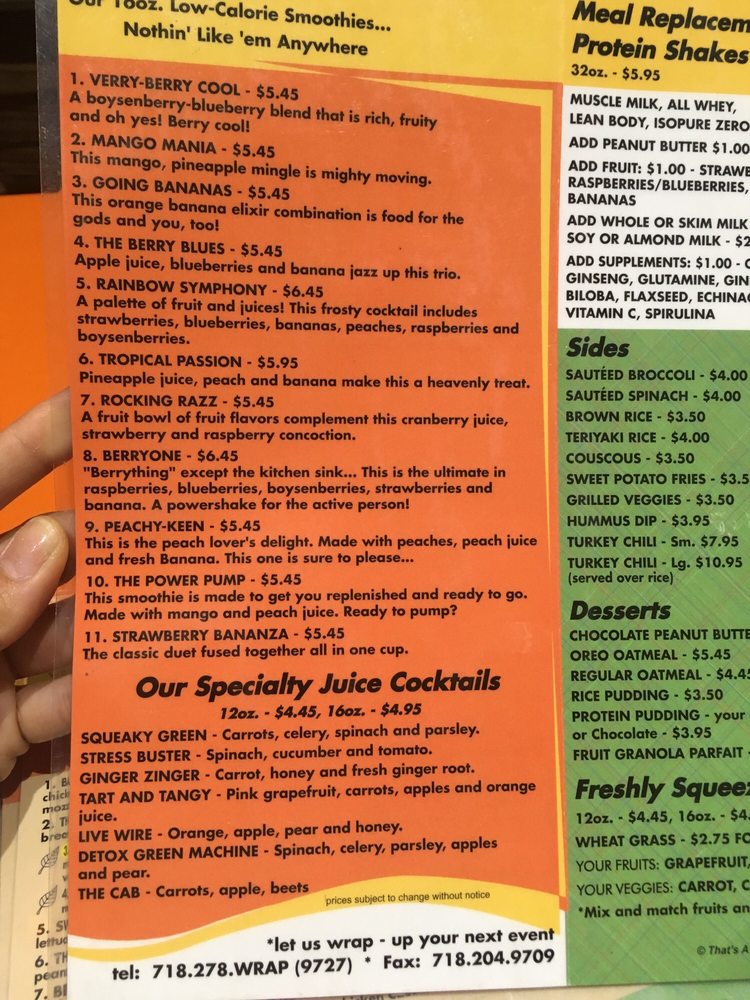 Our 16oz. Low-Calorie Smoothies...
Nothin' Like 'em Anywhere
1. VERRY-BERRY COOL - $5.45
A boysenberry-blueberry blend that is rich, fruity
and oh yes! Berry cool!
2. MANGO MANIA - $5.45
This mango, pineapple mingle is mighty moving.
3. GOING BANANAS - $5.45
This orange banana elixir combination is food for the
gods and you, too!
4. THE BERRY BLUES - $5.45
Apple juice, blueberries and banana jazz up this trio.
5. RAINBOW SYMPHONY - $6.45
A palette of fruit and juices! This frosty cocktail includes
strawberries, blueberries, bananas, peaches, raspberries and
boysenberries.
6. TROPICAL PASSION - $5.95
Pineapple juice, peach and banana make this a heavenly treat.
7. ROCKING RAZZ - $5.45
A fruit bowl of fruit flavors complement this cranberry juice,
strawberry and raspberry concoction.
8. BERRYONE - $6.45
"Berrything" except the kitchen sink... This is the ultimate in
raspberries, blueberries, boysenberries, strawberries and
banana. A powershake for the active person!
9. PEACHY-KEEN - $5.45
This is the peach lover's delight. Made with peaches, peach juice
and fresh Banana. This one is sure to please...
10. THE POWER PUMP - $5.45
This smoothie is made to get you replenished and ready to go.
Made with mango and peach juice. Ready to pump?
11. STRAWBERRY BANANZA - $5.45
The classic duet fused together all in one cup.
Our Specialty Juice Cocktails
12oz. - $4.45, 16oz. - $4.95
SQUEAKY GREEN - Carrots, celery, spinach and parsley.
STRESS BUSTER - Spinach, cucumber and tomato.
GINGER ZINGER - Carrot, honey and fresh ginger root.
TART AND TANGY - Pink grapefruit, carrots, apples and orange
juice.
LIVE WIRE - Orange, apple, pear and honey.
DETOX GREEN MACHINE - Spinach, celery, parsley, apples
and pear.
THE CAB - Carrots, apple, beets
prices subject to change without notice
*let us wrap - up your next event
tel: 718.278.WRAP (9727) * Fax: 718.204.9709
Meal Replacem
Protein Shakes
32oz. - $5.95
MUSCLE MILK, ALL WHEY,
LEAN BODY, ISOPURE ZERO
ADD PEANUT BUTTER $1.00
ADD FRUIT: $1.00 - STRAWB
RASPBERRIES/BLUEBERRIES,
BANANAS
ADD WHOLE OR SKIM MILK
SOY OR ALMOND MILK - $2
ADD SUPPLEMENTS: $1.00 - C
GINSENG, GLUTAMINE, GIN
BILOBA, FLAXSEED, ECHINAC
VITAMIN C, SPIRULINA
Sides
SAUTÉED BROCCOLI - $4.00
SAUTÉED SPINACH - $4.00
BROWN RICE - $3.50
TERIYAKI RICE - $4.00
COUSCOUS - $3.50
SWEET POTATO FRIES - $3.5
GRILLED VEGGIES - $3.50
HUMMUS DIP - $3.95
TURKEY CHILI - Sm. $7.95
TURKEY CHILI - Lg. $10.95
(served over rice)
Desserts
CHOCOLATE PEANUT BUTTE
OREO OATMEAL - $5.45
REGULAR OATMEAL - $4.45
RICE PUDDING - $3.50
PROTEIN PUDDING - your
or Chocolate - $3.95
FRUIT GRANOLA PARFAIT -
Freshly Squee
12oz. - $4.45, 16oz. - $4.
WHEAT GRASS - $2.75 FO
YOUR FRUITS: GRAPEFRUIT,
YOUR VEGGIES: CARROT, C
*Mix and match fruits an
© That's A